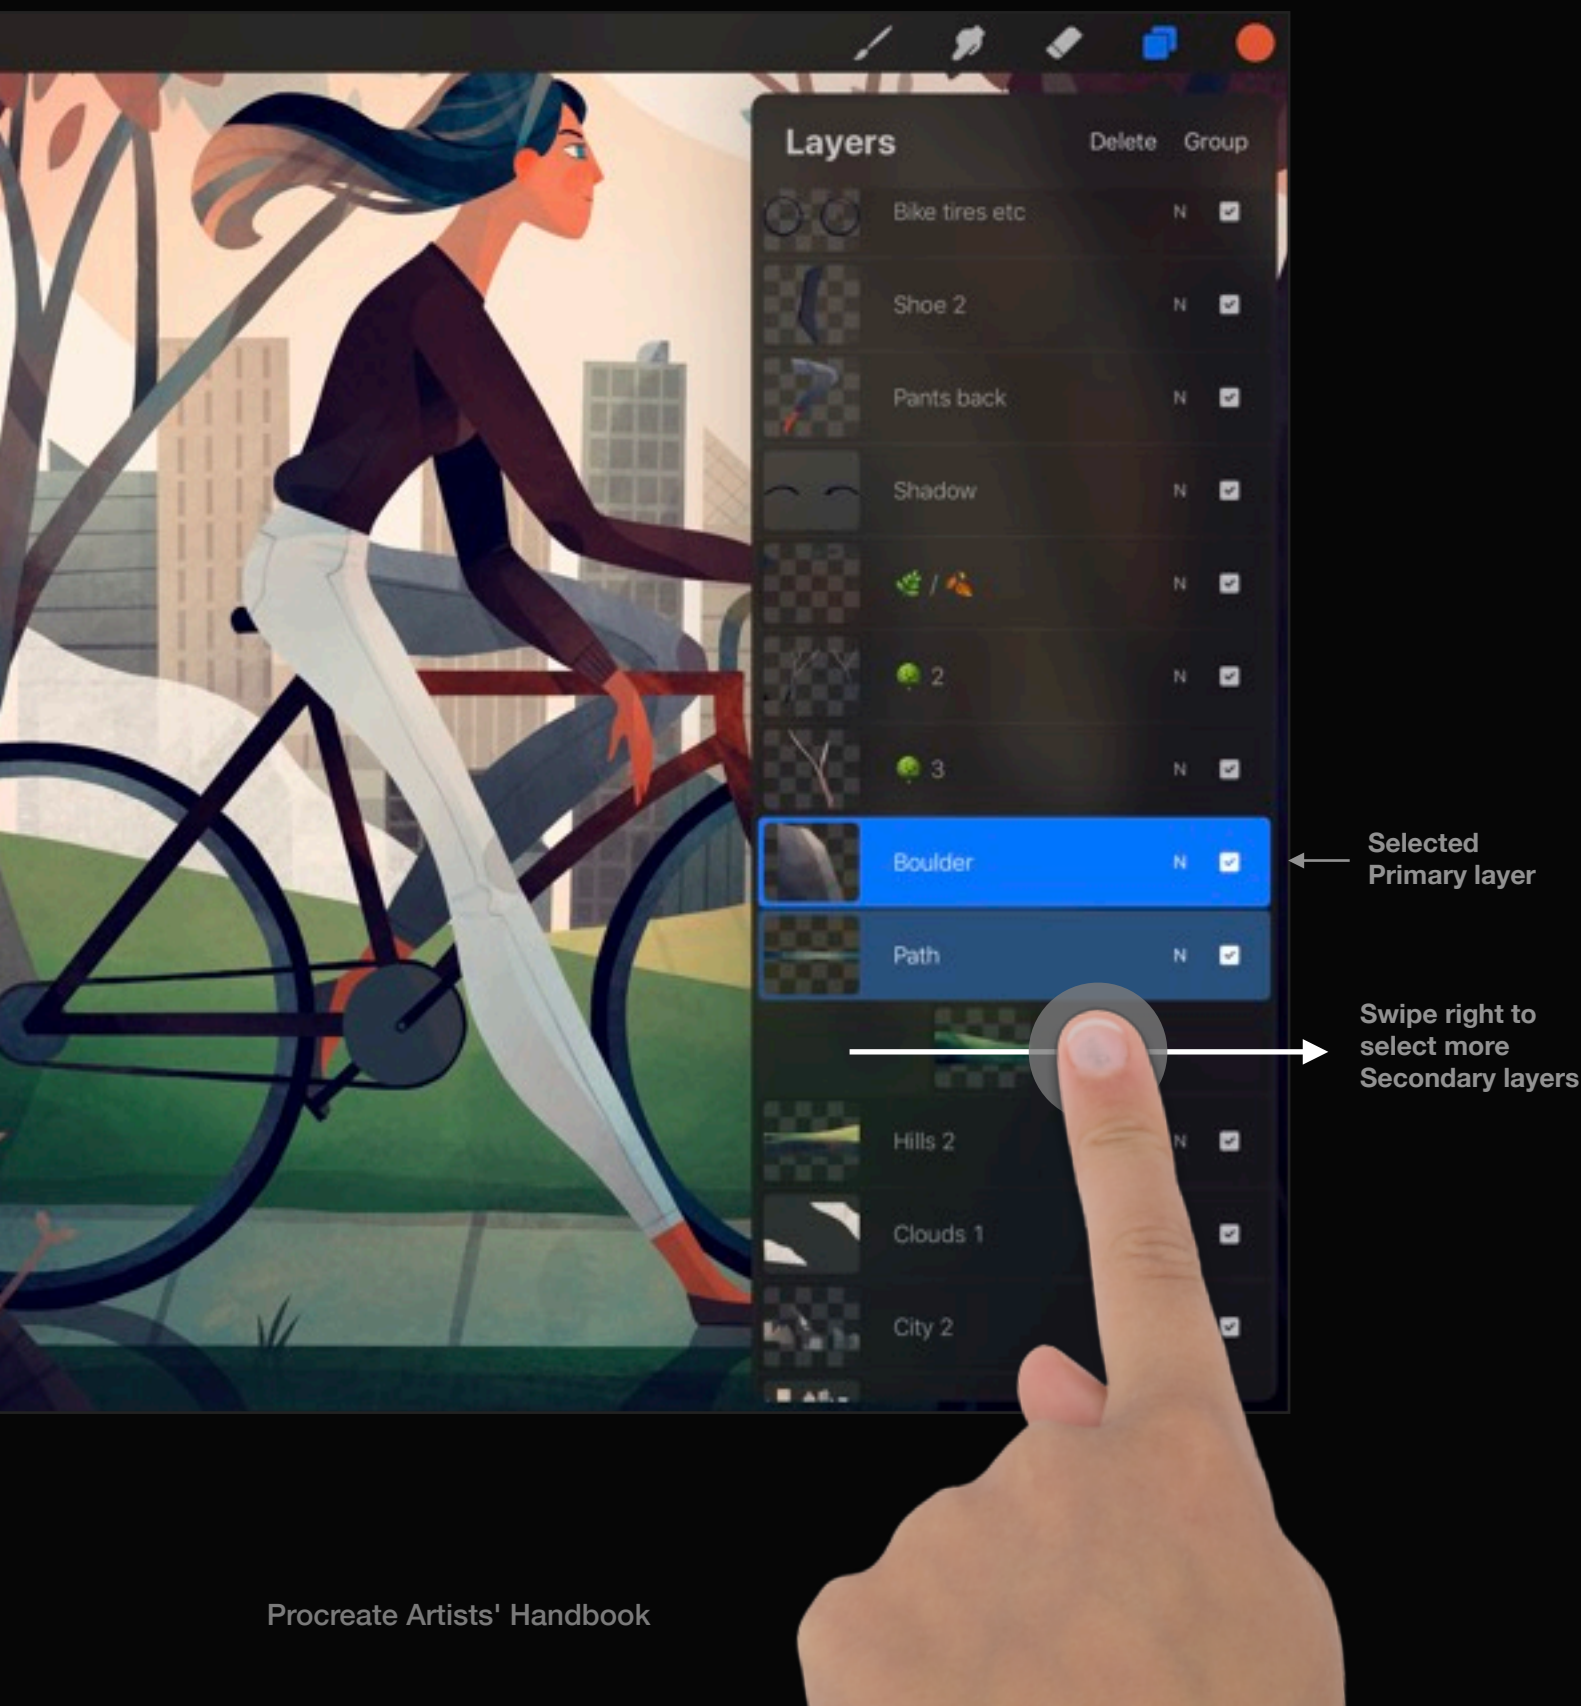 Layers Delete Group
Bike tires etc N
Shoe 2 N
Pants back N
Shadow N
🌿 / 🍂 N
🌳 2 N
🌳 3 N
Boulder N
Selected
Primary layer
Path N
Swipe right to
select more
Secondary layers
Hills 2 N
Clouds 1
City 2
Procreate Artists' Handbook